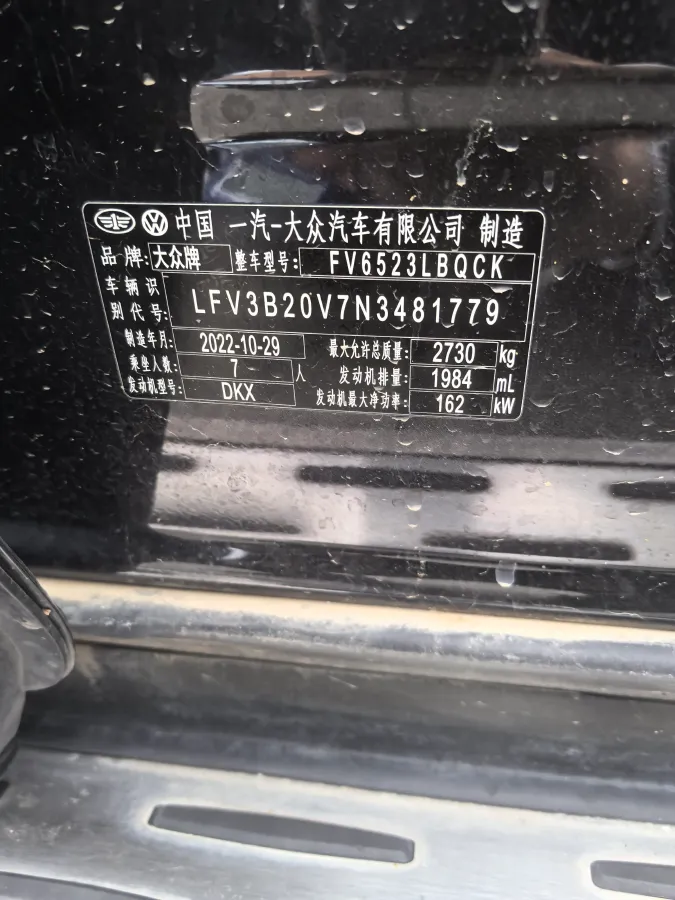 中国 一汽-大众汽车有限公司 制造
品牌: 大众牌 整车型号: FV6523LBQCK
车辆识别代号: LFV3B20V7N3481779
制造年月: 2022-10-29 最大允许总质量: 2730 kg
乘坐人数: 7 人 发动机排量: 1984 mL
发动机型号: DKX 发动机最大净功率: 162 kW